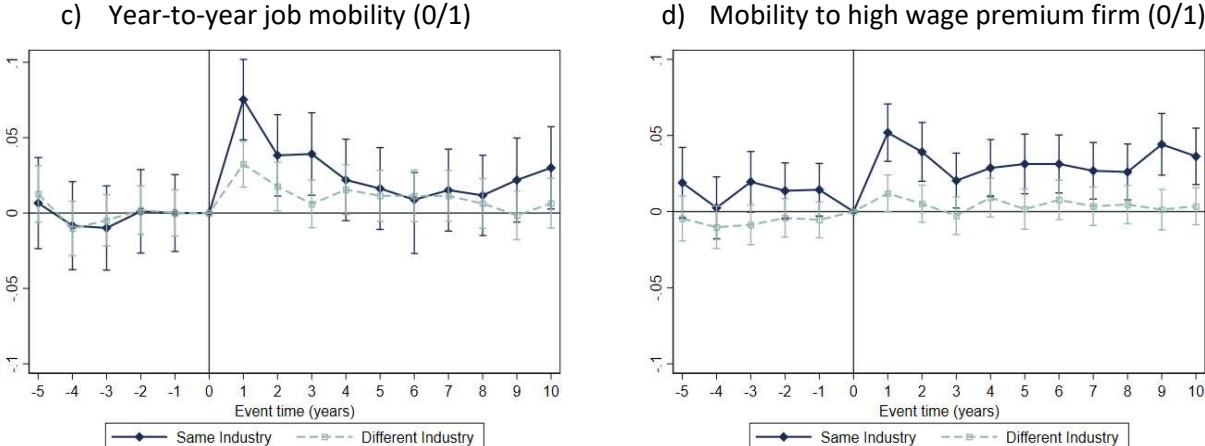 c) Year-to-year job mobility (0/1)
.1
.05
0
-.05
-.1
-5 -4 -3 -2 -1 0 1 2 3 4 5 6 7 8 9 10
Event time (years)
Same Industry Different Industry
d) Mobility to high wage premium firm (0/1)
.1
.05
0
-.05
-.1
-5 -4 -3 -2 -1 0 1 2 3 4 5 6 7 8 9 10
Event time (years)
Same Industry Different Industry